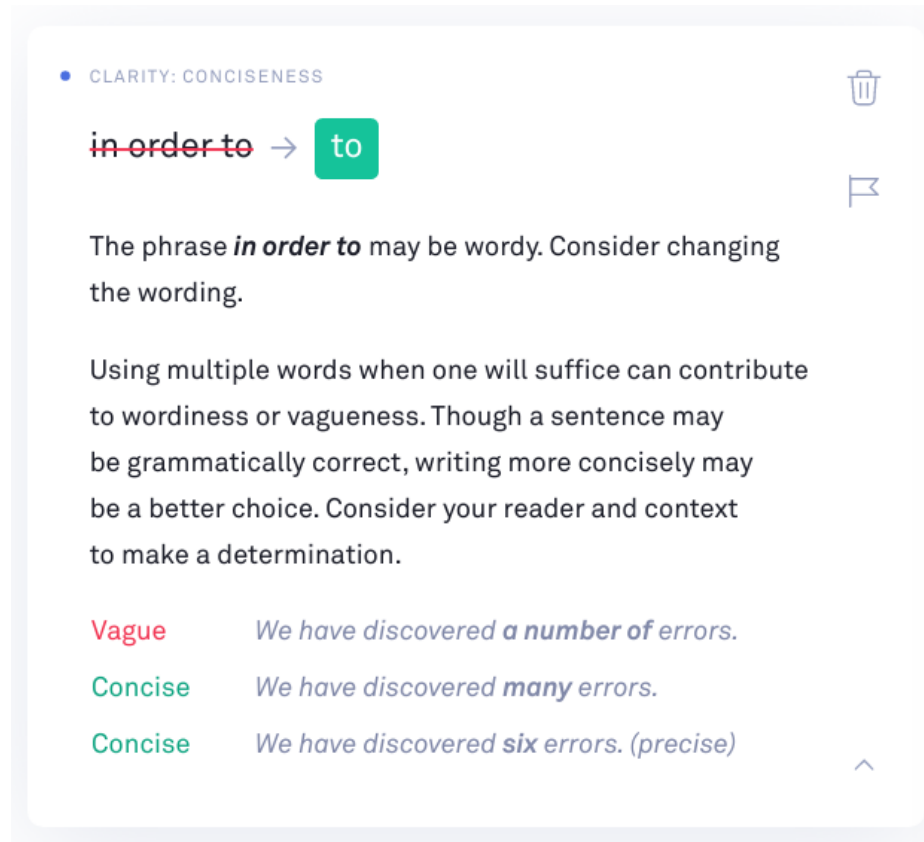 CLARITY: CONCISENESS
in order to → to
The phrase in order to may be wordy. Consider changing
the wording.
Using multiple words when one will suffice can contribute
to wordiness or vagueness. Though a sentence may
be grammatically correct, writing more concisely may
be a better choice. Consider your reader and context
to make a determination.
Vague We have discovered a number of errors.
Concise We have discovered many errors.
Concise We have discovered six errors. (precise)